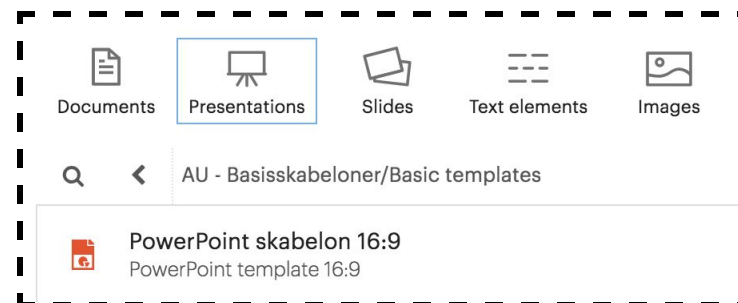 Documents Presentations Slides Text elements Images
AU - Basisskabeloner/Basic templates
PowerPoint skabelon 16:9
PowerPoint template 16:9